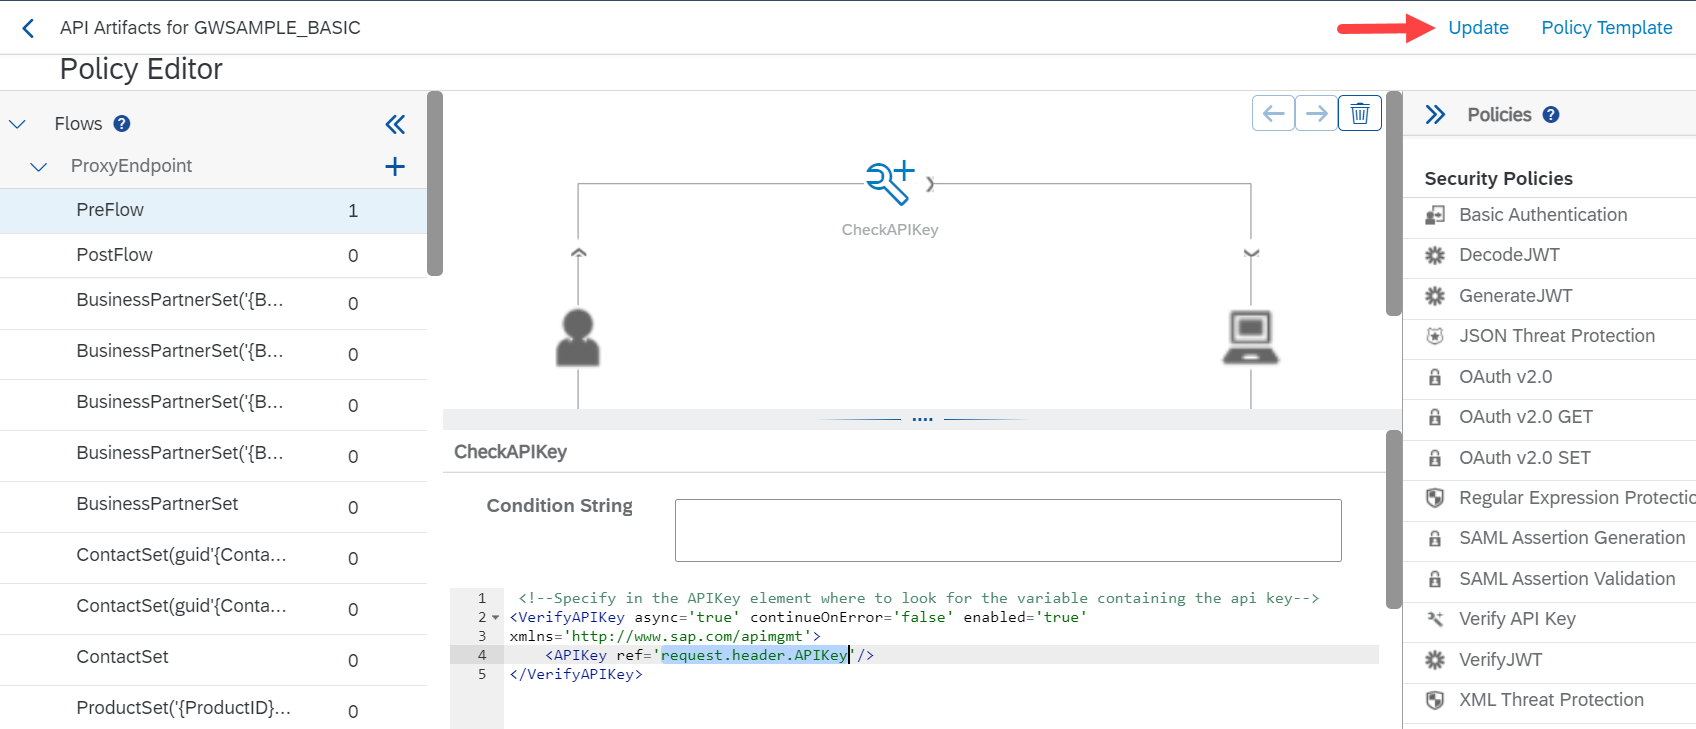 API Artifacts for GWSAMPLE_BASIC
Update
Policy Template
Policy Editor
Flows ?
ProxyEndpoint
PreFlow 1
PostFlow 0
BusinessPartnerSet('{B... 0
BusinessPartnerSet('{B... 0
BusinessPartnerSet('{B... 0
BusinessPartnerSet('{B... 0
BusinessPartnerSet 0
ContactSet(guid'{Conta... 0
ContactSet(guid'{Conta... 0
ContactSet 0
ProductSet('{ProductID}... 0
CheckAPIKey
CheckAPIKey
Condition String
1 <!--Specify in the APIKey element where to look for the variable containing the api key-->
2 <VerifyAPIKey async='true' continueOnError='false' enabled='true'
3 xmlns='http://www.sap.com/apimgmt'>
4 <APIKey ref='request.header.APIKey'/>
5 </VerifyAPIKey>
Policies ?
Security Policies
Basic Authentication
DecodeJWT
GenerateJWT
JSON Threat Protection
OAuth v2.0
OAuth v2.0 GET
OAuth v2.0 SET
Regular Expression Protectio
SAML Assertion Generation
SAML Assertion Validation
Verify API Key
VerifyJWT
XML Threat Protection